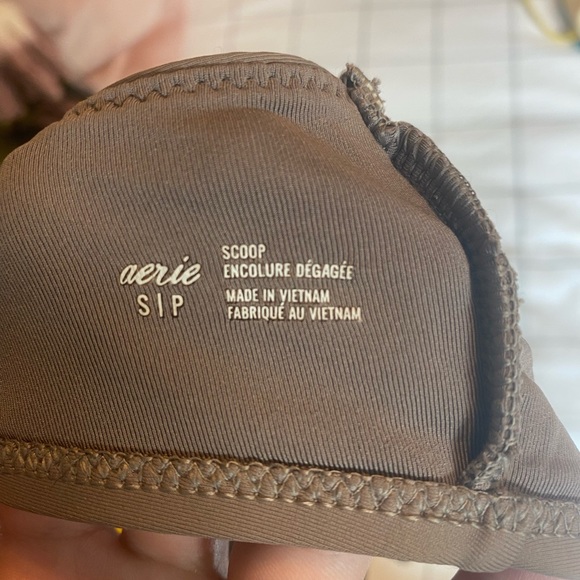 aerie
S|P
SCOOP
ENCOLURE DÉGAGÉE
MADE IN VIETNAM
FABRIQUÉ AU VIETNAM